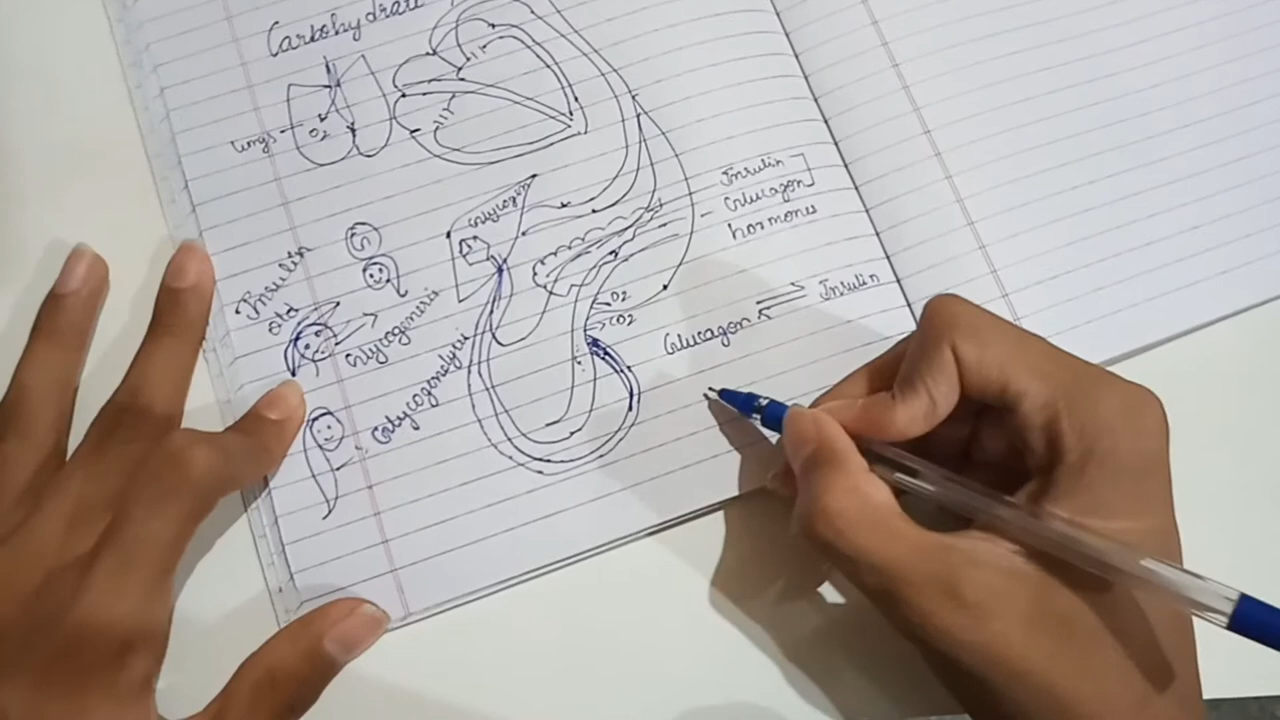 Carbohydrate
lungs
O2
Glycogen
Insulin
Glucagon
hormones
G
Insulin
old
Glycogenesis
O2
CO2
Glucagon
Insulin
Glycogenolysis